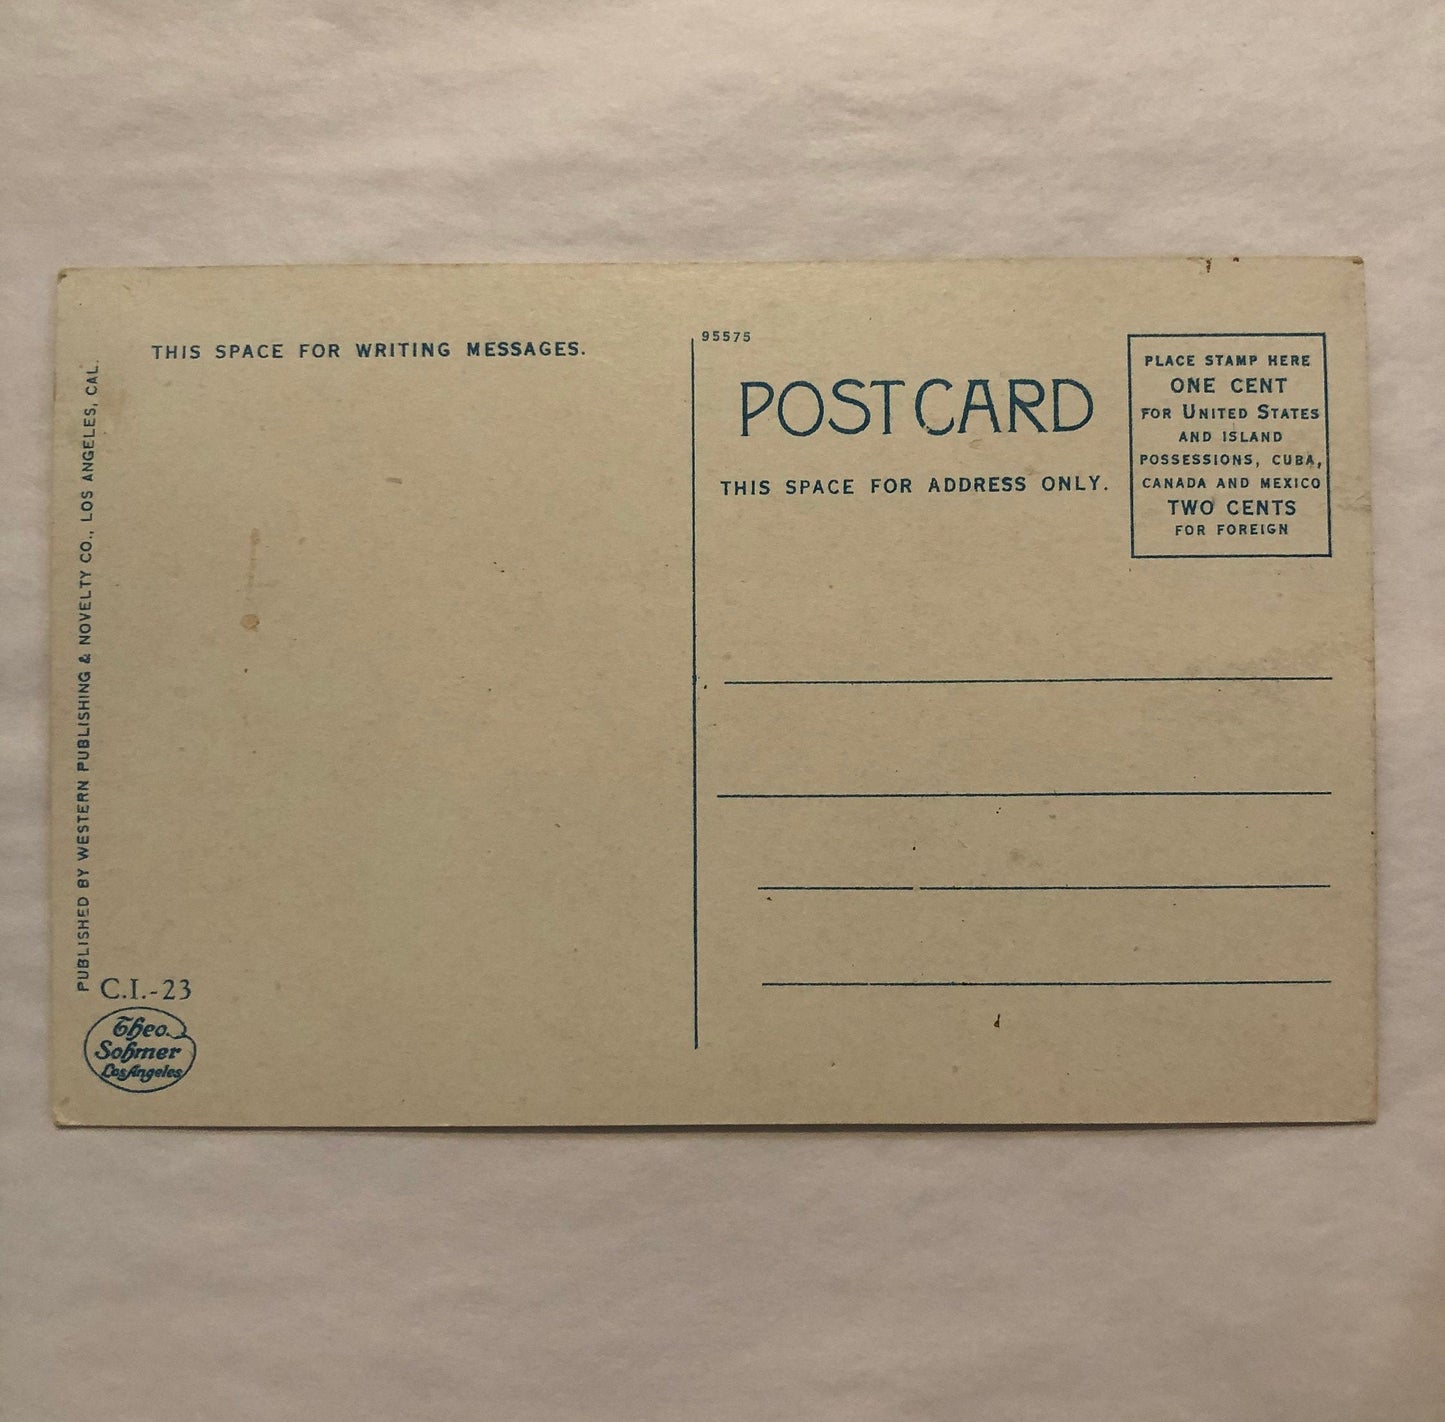 THIS SPACE FOR WRITING MESSAGES.
PUBLISHED BY WESTERN PUBLISHING & NOVELTY CO., LOS ANGELES, CAL.
C.I.-23
Theo.
Sohmer
Los Angeles
95575
POSTCARD
THIS SPACE FOR ADDRESS ONLY.
PLACE STAMP HERE
ONE CENT
FOR UNITED STATES
AND ISLAND
POSSESSIONS, CUBA,
CANADA AND MEXICO
TWO CENTS
FOR FOREIGN